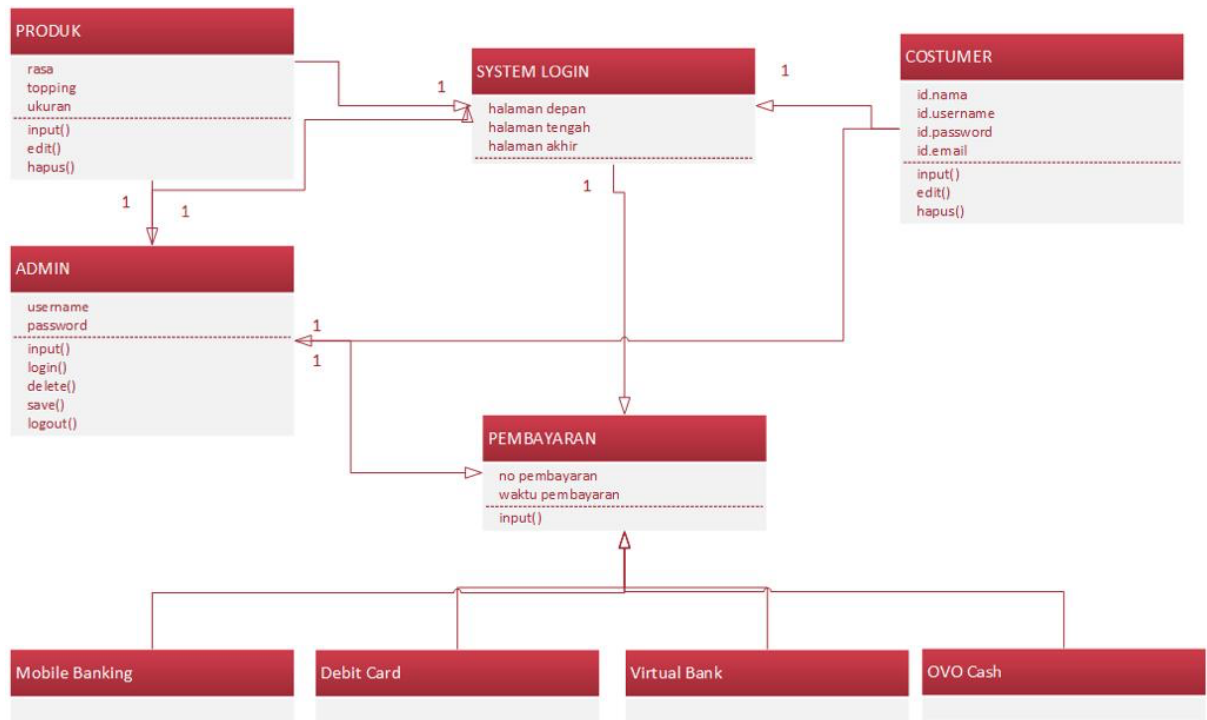 PRODUK
rasa
topping
ukuran
input()
edit()
hapus()
1
SYSTEM LOGIN
halaman depan
halaman tengah
halaman akhir
1
1
COSTUMER
id.nama
id.username
id.password
id.email
input()
edit()
hapus()
1
1
ADMIN
username
password
input()
login()
delete()
save()
logout()
1
1
PEMBAYARAN
no pembayaran
waktu pembayaran
input()
Mobile Banking
Debit Card
Virtual Bank
OVO Cash